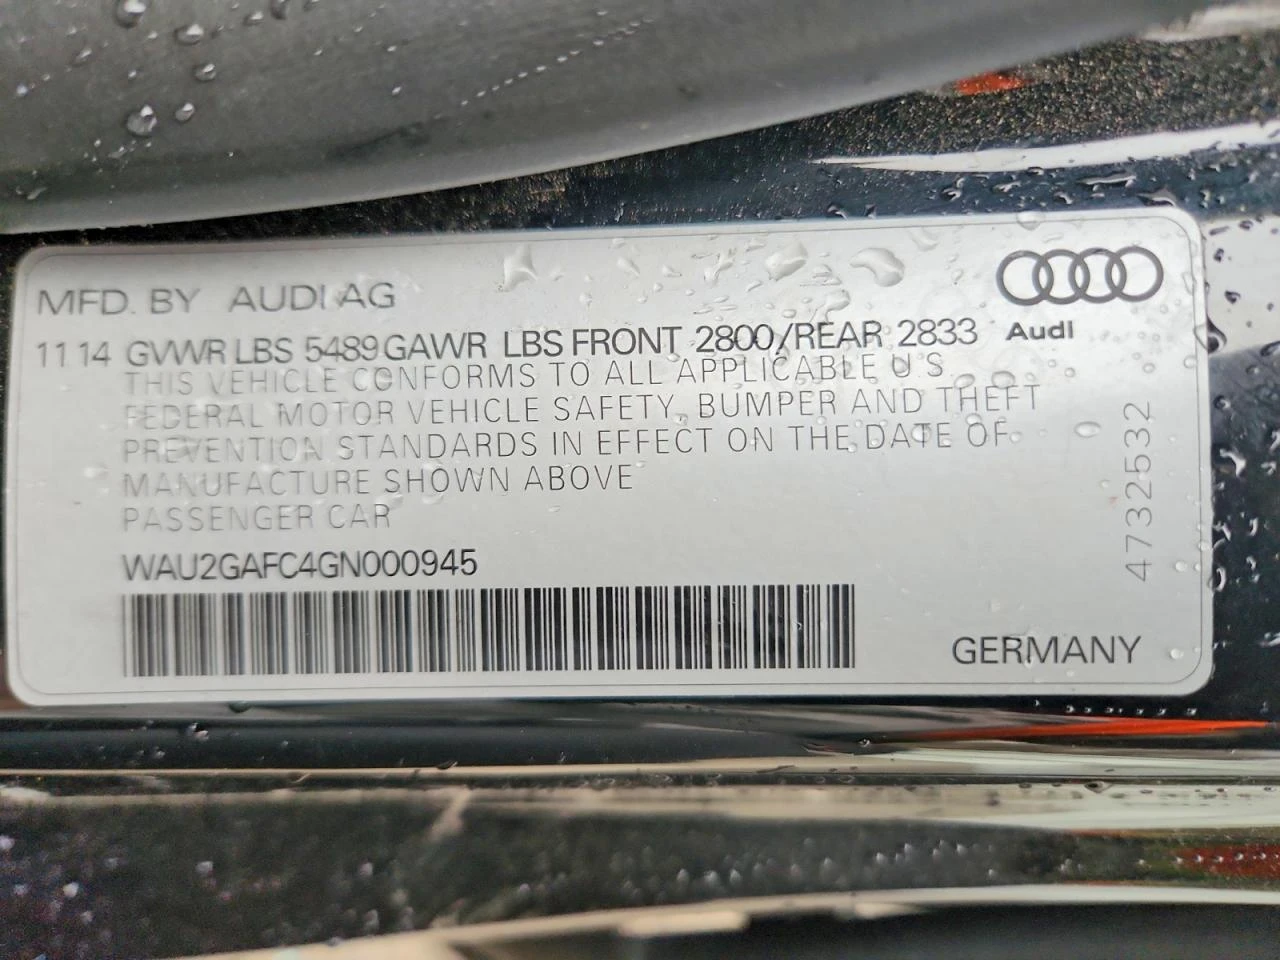 MFD. BY AUDI AG
11 14 GVWR LBS 5489 GAWR LBS FRONT 2800/REAR 2833
Audi
THIS VEHICLE CONFORMS TO ALL APPLICABLE U S
FEDERAL MOTOR VEHICLE SAFETY, BUMPER AND THEFT
PREVENTION STANDARDS IN EFFECT ON THE DATE OF
MANUFACTURE SHOWN ABOVE
PASSENGER CAR
WAU2GAFC4GN000945
GERMANY
4732532